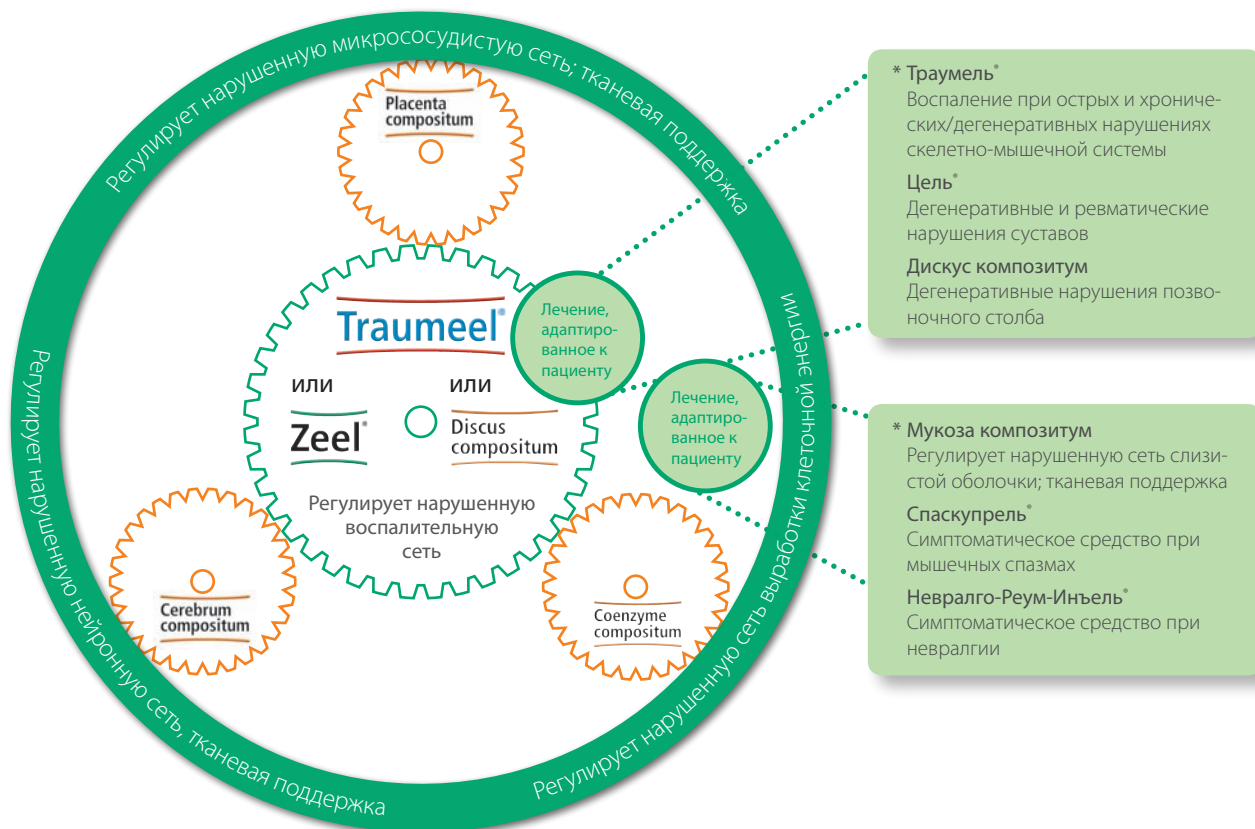 Регулирует нарушенную микрососудистую сеть; тканевая поддержка
Placenta
compositum
Traumeel®
или
или
Zeel®
Discus
compositum
Регулирует нарушенную
воспалительную
сеть
Лечение,
адаптиро-
ванное к
пациенту
Лечение,
адаптиро-
ванное к
пациенту
Cerebrum
compositum
Coenzyme
compositum
Регулирует нарушенную нейронную сеть, тканевая поддержка
Регулирует нарушенную сеть выработки клеточной энергии
* Траумель®
Воспаление при острых и хрониче-
ских/дегенеративных нарушениях
скелетно-мышечной системы
Цель®
Дегенеративные и ревматические
нарушения суставов
Дискус композитум
Дегенеративные нарушения позво-
ночного столба
* Мукоза композитум
Регулирует нарушенную сеть слизи-
стой оболочки; тканевая поддержка
Спаскупрель®
Симптоматическое средство при
мышечных спазмах
Невралго-Реум-Инъель®
Симптоматическое средство при
невралгии